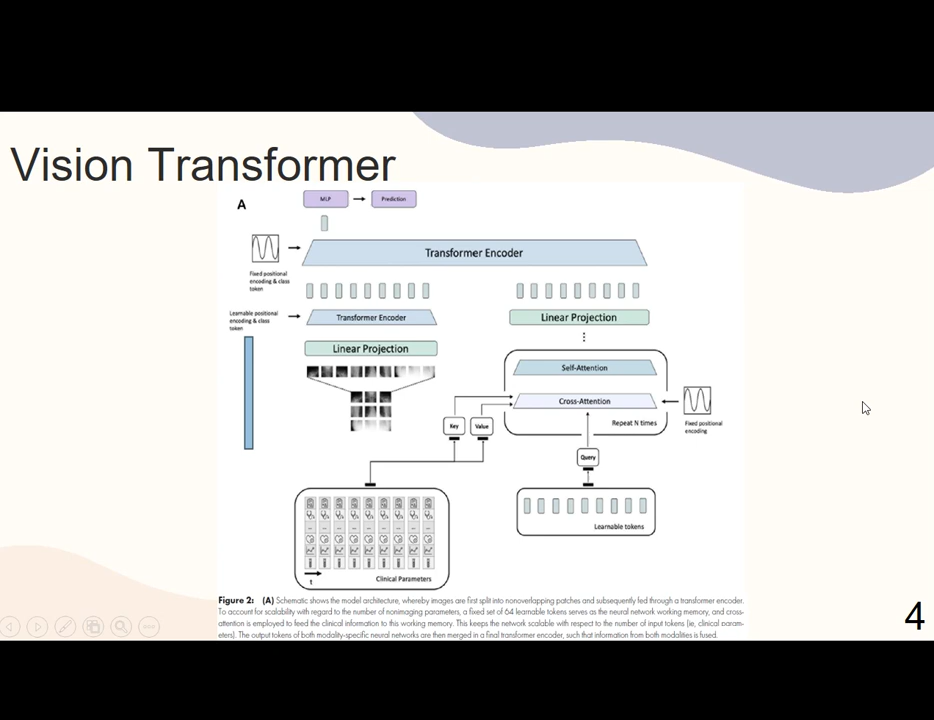 Vision Transformer
A
MLP
Prediction
Transformer Encoder
Fixed positional
encoding & class
token
Learnable positional
encoding & class
token
Transformer Encoder
Linear Projection
Linear Projection
Self-Attention
Cross-Attention
Repeat N times
Fixed positional
encoding
Key
Value
Query
Learnable tokens
t
Clinical Parameters
Figure 2: (A) Schematic shows the model architecture, whereby images are first split into nonoverlapping patches and subsequently fed through a transformer encoder.
To account for scalability with regard to the number of nonimaging parameters, a fixed set of 64 learnable tokens serves as the neural network working memory, and cross-
attention is employed to feed the clinical information to this working memory. This keeps the network scalable with respect to the number of input tokens (ie, clinical param-
eters). The output tokens of both modality-specific neural networks are then merged in a final transformer encoder, such that information from both modalities is fused.
4